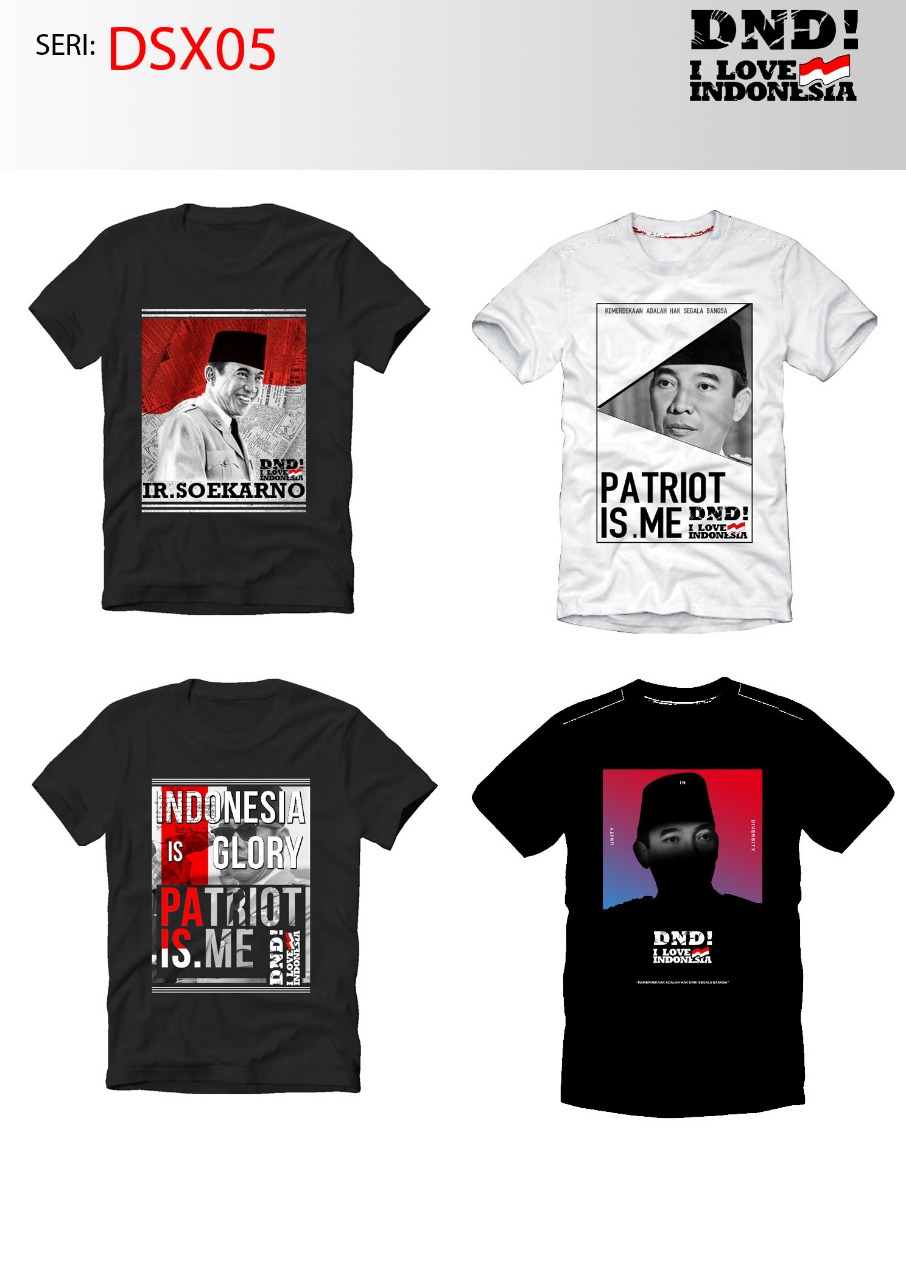 SERI: DSX05
DND!
I LOVE
INDONESIA
DND!
I LOVE
INDONESIA
IR.SOEKARNO
KEMERDEKAAN ADALAH HAK SEGALA BANGSA
PATRIOT
IS.ME
DND!
I LOVE
INDONESIA
INDONESIA
IS GLORY
PATRIOT
IS.ME
DND!
I LOVE
INDONESIA
IN
UNITY
DIVERSITY
DND!
I LOVE
INDONESIA